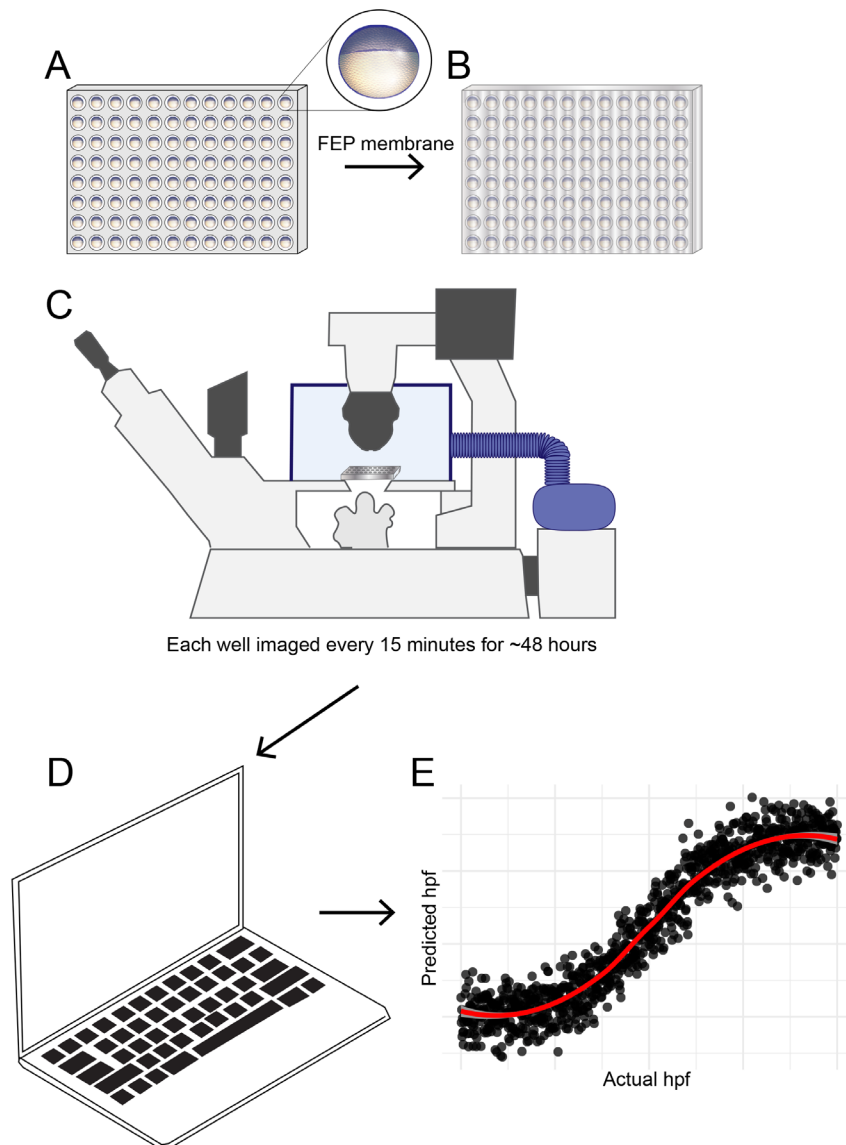 A
B
FEP membrane
C
Each well imaged every 15 minutes for ~48 hours
D
E
Predicted hpf
Actual hpf